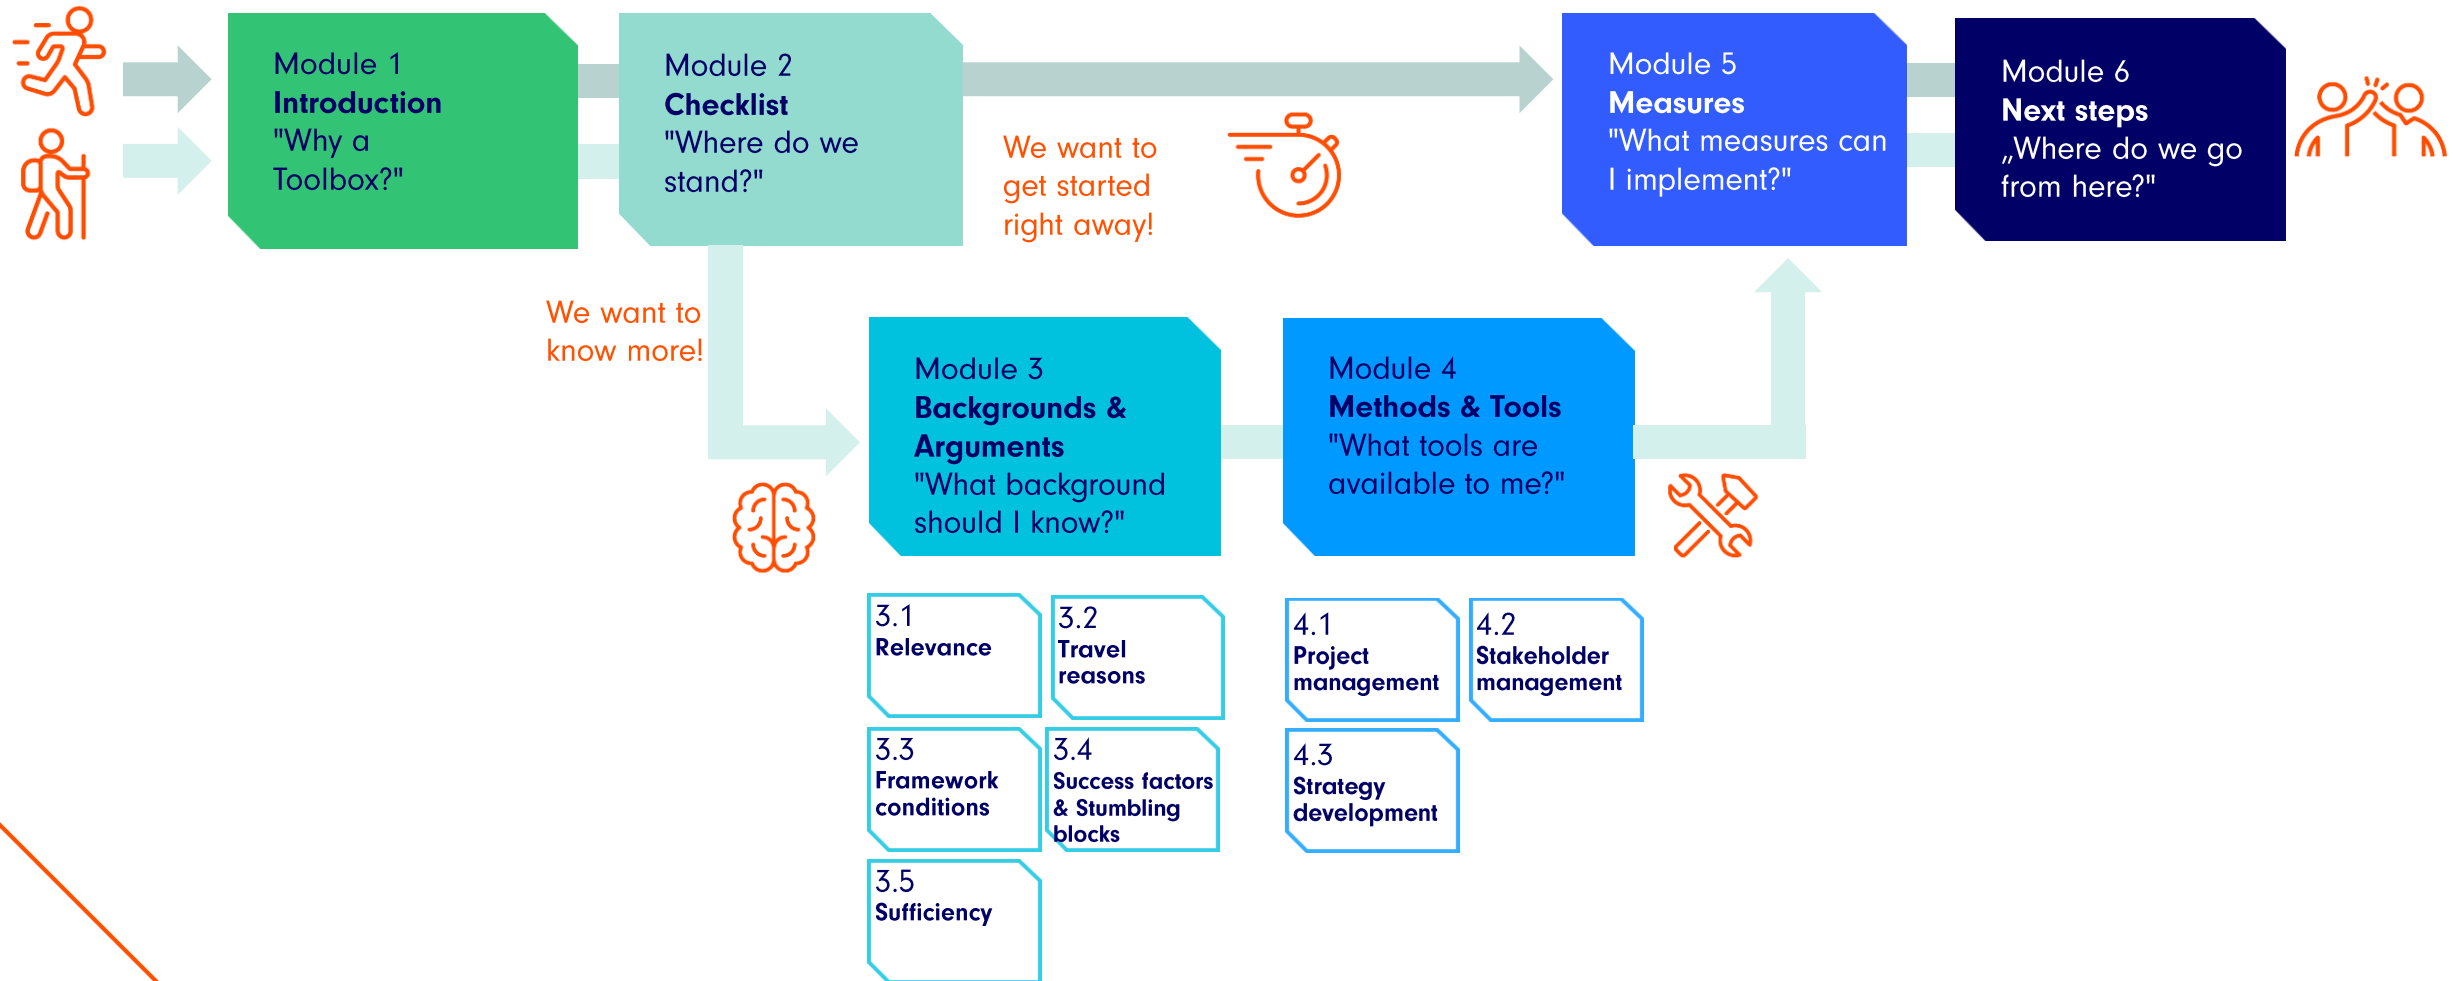 Module 1
Introduction
"Why a
Toolbox?"
Module 2
Checklist
"Where do we
stand?"
We want to
get started
right away!
Module 5
Measures
"What measures can
I implement?"
Module 6
Next steps
„Where do we go
from here?"
We want to
know more!
Module 3
Backgrounds &
Arguments
"What background
should I know?"
Module 4
Methods & Tools
"What tools are
available to me?"
3.1
Relevance
3.2
Travel
reasons
3.3
Framework
conditions
3.4
Success factors
& Stumbling
blocks
3.5
Sufficiency
4.1
Project
management
4.2
Stakeholder
management
4.3
Strategy
development